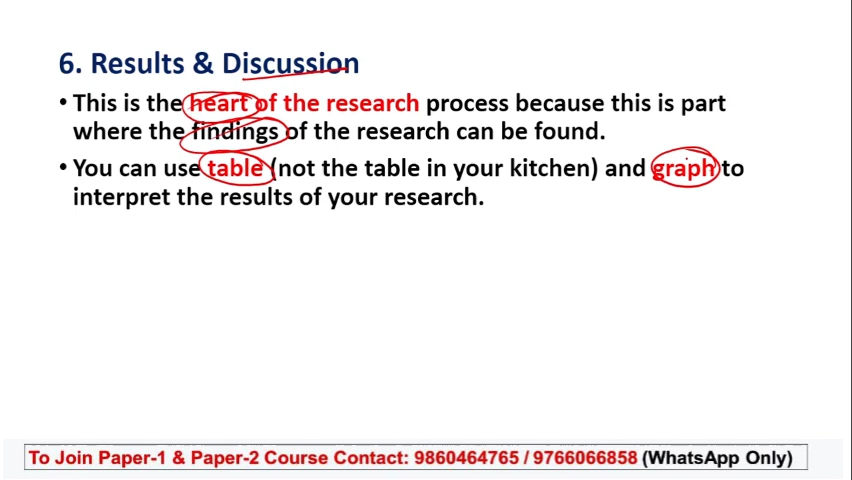 6. Results & Discussion
• This is the heart of the research process because this is part
where the findings of the research can be found.
• You can use table (not the table in your kitchen) and graph to
interpret the results of your research.
To Join Paper-1 & Paper-2 Course Contact: 9860464765 / 9766066858 (WhatsApp Only)